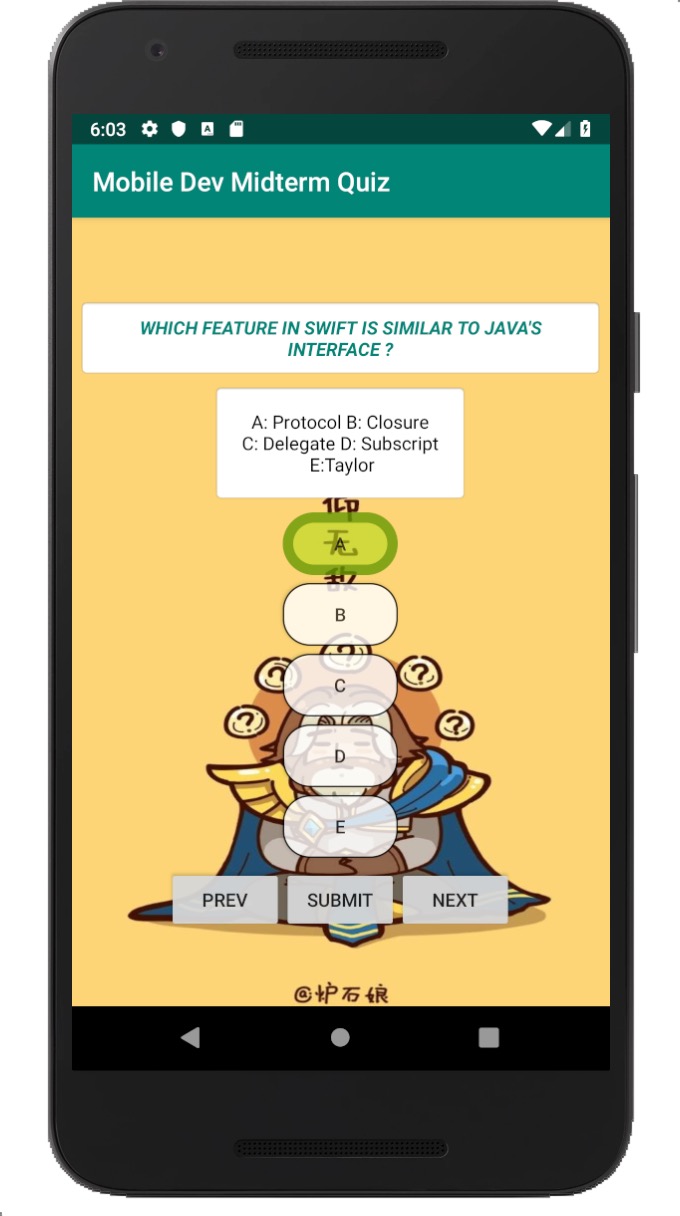 6:03
Mobile Dev Midterm Quiz
WHICH FEATURE IN SWIFT IS SIMILAR TO JAVA'S
INTERFACE ?
A: Protocol B: Closure
C: Delegate D: Subscript
E:Taylor
仰
无
A
敌
B
C
D
E
PREV SUBMIT NEXT
@炉石娘